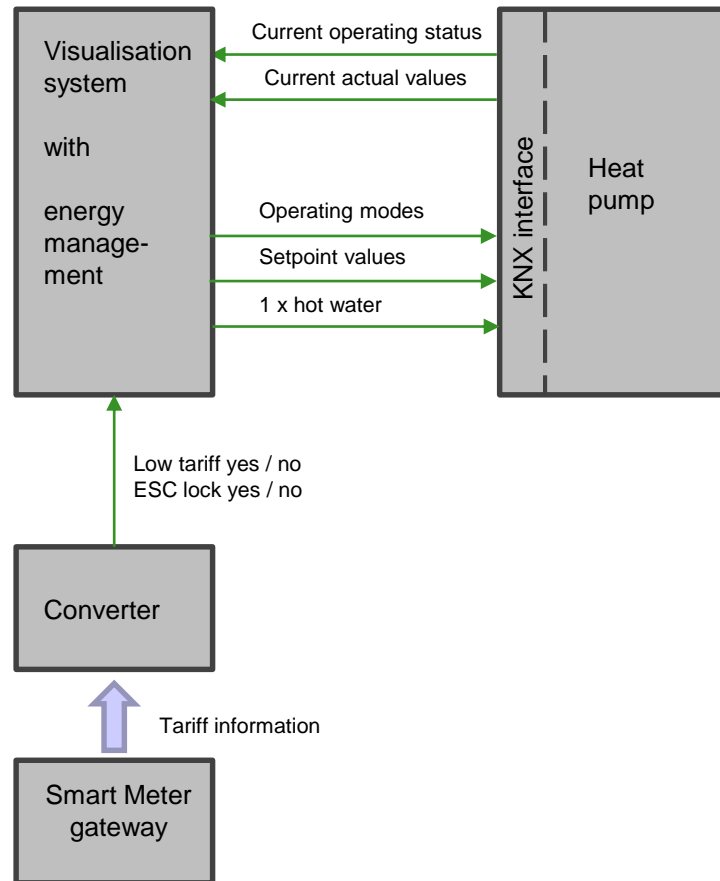 Visualisation
system
with
energy
manage-
ment
Current operating status
Current actual values
Operating modes
Setpoint values
1 x hot water
KNX interface
Heat
pump
Low tariff yes / no
ESC lock yes / no
Converter
Tariff information
Smart Meter
gateway